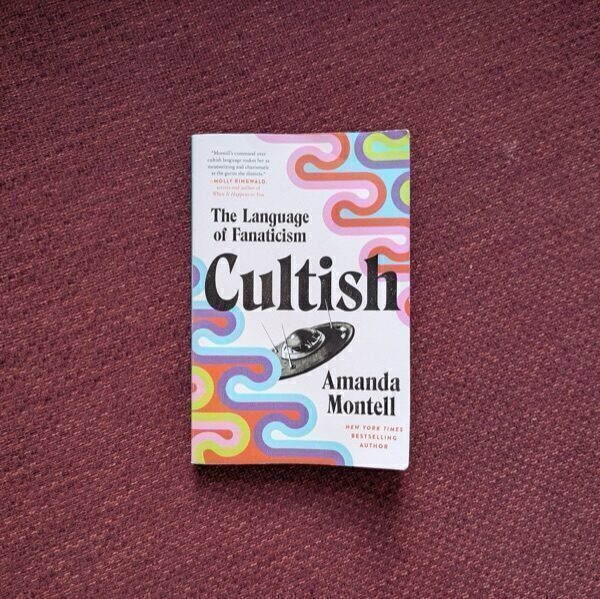 "Montell's command over
cultish language makes her as
mesmerizing and charismatic
as the gurus she dissects."
—MOLLY RINGWALD,
actress and author of
When It Happens to You
The Language
of Fanaticism
Cultish
Amanda
Montell
NEW YORK TIMES
BESTSELLING
AUTHOR